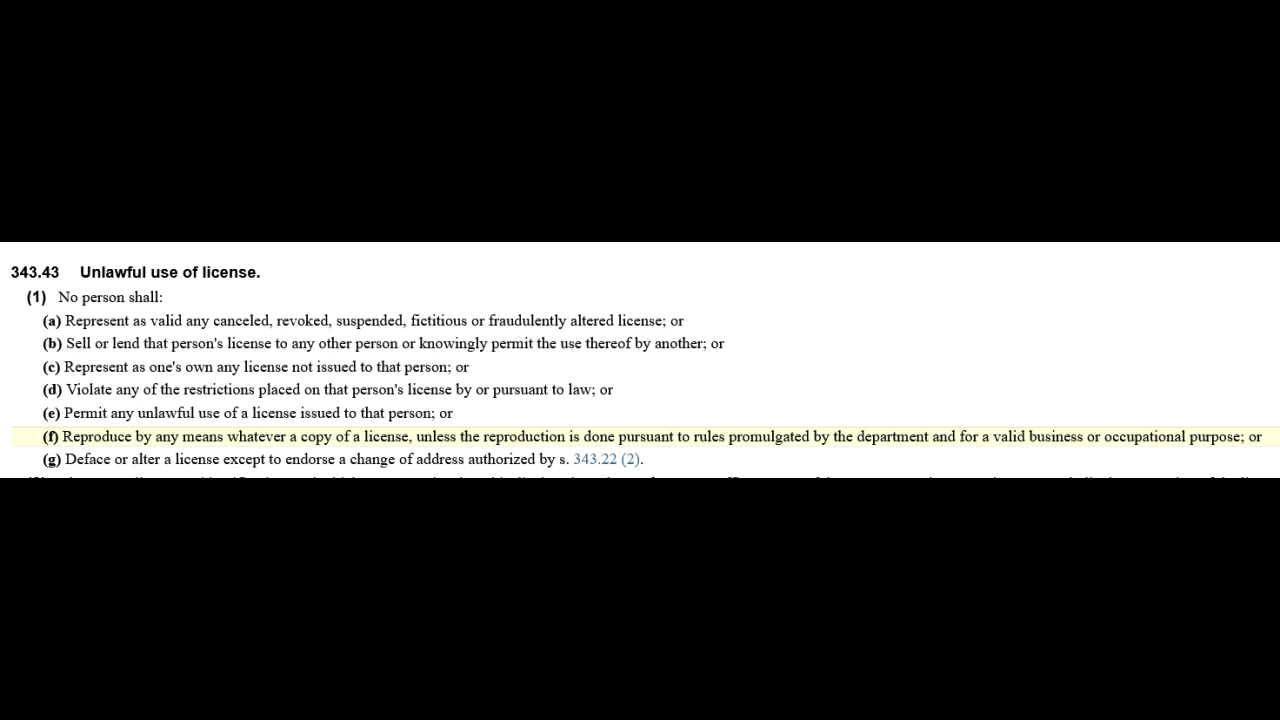 343.43 Unlawful use of license.
(1) No person shall:
(a) Represent as valid any canceled, revoked, suspended, fictitious or fraudulently altered license; or
(b) Sell or lend that person's license to any other person or knowingly permit the use thereof by another; or
(c) Represent as one's own any license not issued to that person; or
(d) Violate any of the restrictions placed on that person's license by or pursuant to law; or
(e) Permit any unlawful use of a license issued to that person; or
(f) Reproduce by any means whatever a copy of a license, unless the reproduction is done pursuant to rules promulgated by the department and for a valid business or occupational purpose; or
(g) Deface or alter a license except to endorse a change of address authorized by s. 343.22 (2).